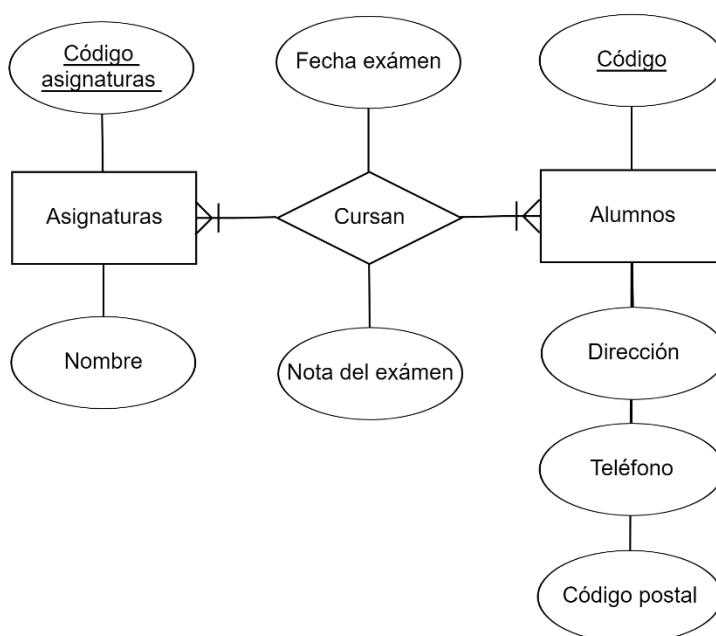 Código
asignaturas
Fecha exámen
Código
Asignaturas
Cursan
Alumnos
Nombre
Nota del exámen
Dirección
Teléfono
Código postal